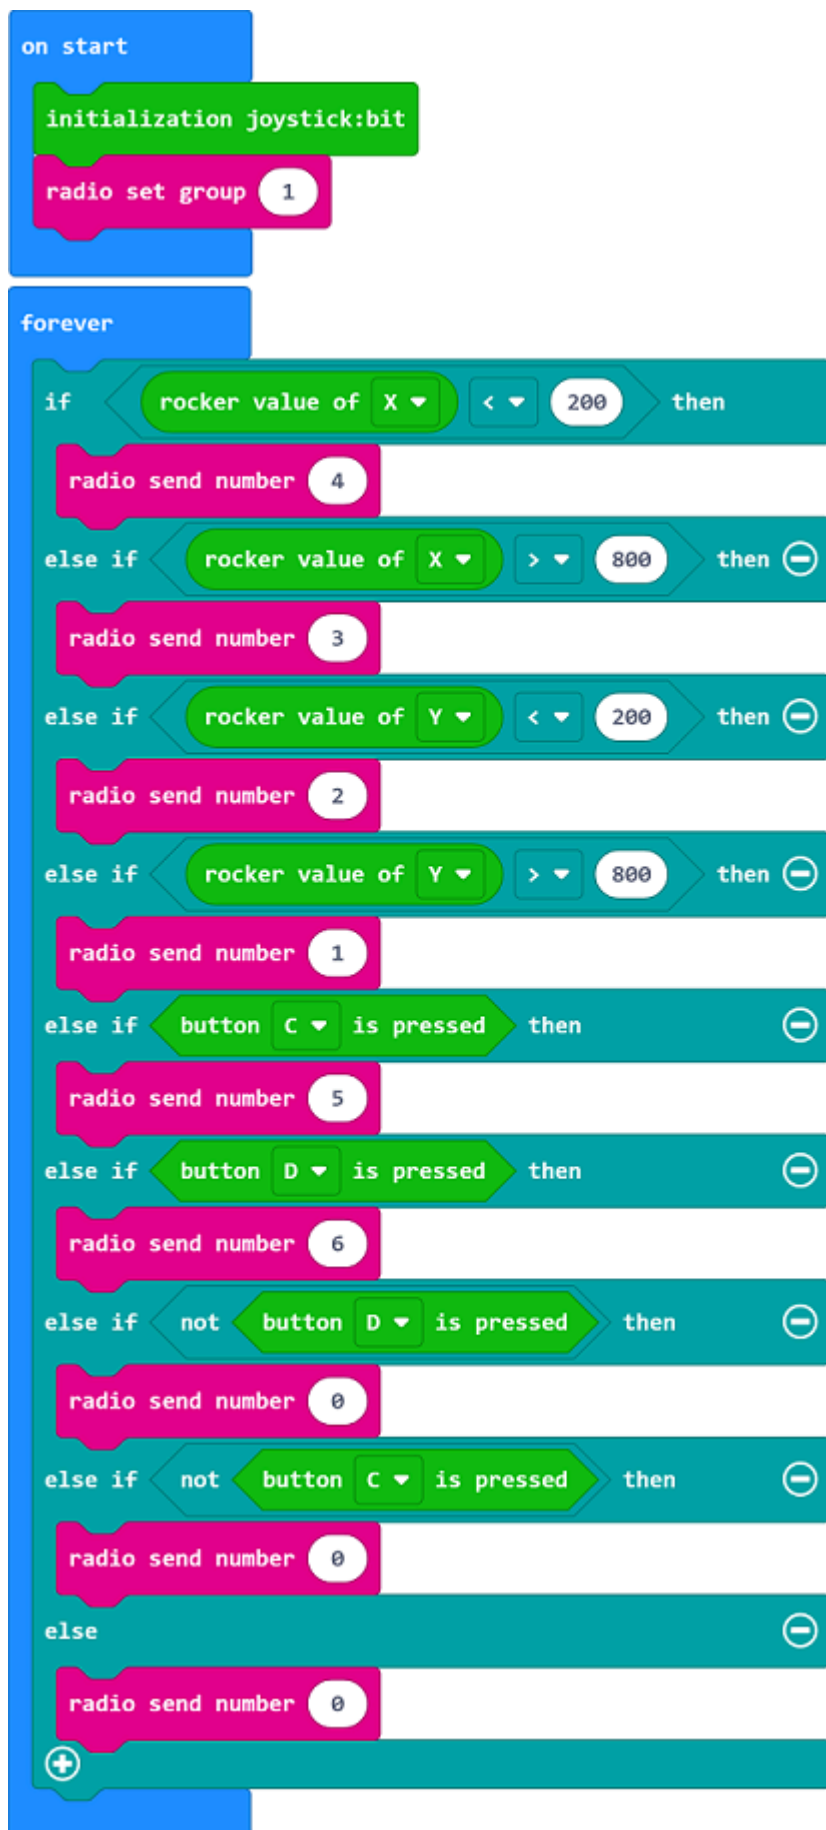 on start
initialization joystick:bit
radio set group 1
forever
if rocker value of X < 200 then
radio send number 4
else if rocker value of X > 800 then
radio send number 3
else if rocker value of Y < 200 then
radio send number 2
else if rocker value of Y > 800 then
radio send number 1
else if button C is pressed then
radio send number 5
else if button D is pressed then
radio send number 6
else if not button D is pressed then
radio send number 0
else if not button C is pressed then
radio send number 0
else
radio send number 0